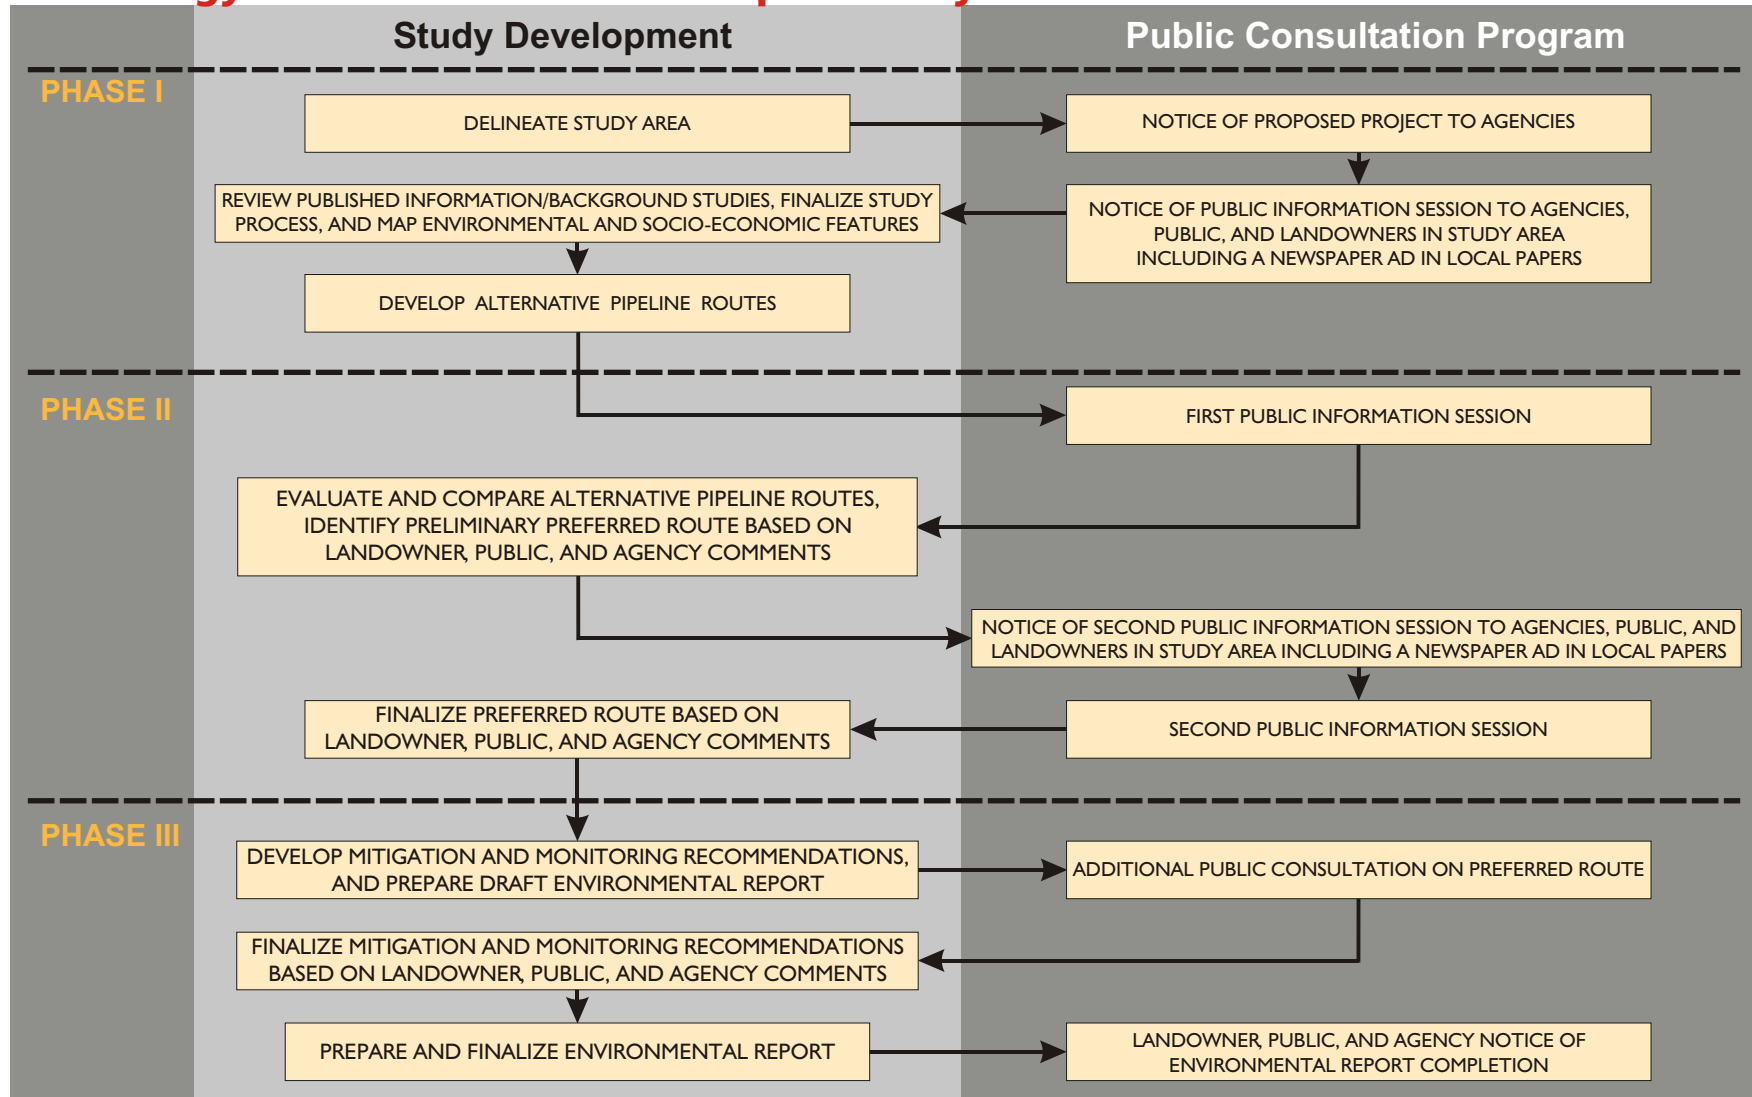 Study Development
Public Consultation Program
PHASE I
DELINEATE STUDY AREA
NOTICE OF PROPOSED PROJECT TO AGENCIES
REVIEW PUBLISHED INFORMATION/BACKGROUND STUDIES, FINALIZE STUDY
PROCESS, AND MAP ENVIRONMENTAL AND SOCIO-ECONOMIC FEATURES
NOTICE OF PUBLIC INFORMATION SESSION TO AGENCIES,
PUBLIC, AND LANDOWNERS IN STUDY AREA
INCLUDING A NEWSPAPER AD IN LOCAL PAPERS
DEVELOP ALTERNATIVE PIPELINE ROUTES
PHASE II
FIRST PUBLIC INFORMATION SESSION
EVALUATE AND COMPARE ALTERNATIVE PIPELINE ROUTES,
IDENTIFY PRELIMINARY PREFERRED ROUTE BASED ON
LANDOWNER, PUBLIC, AND AGENCY COMMENTS
NOTICE OF SECOND PUBLIC INFORMATION SESSION TO AGENCIES, PUBLIC, AND
LANDOWNERS IN STUDY AREA INCLUDING A NEWSPAPER AD IN LOCAL PAPERS
FINALIZE PREFERRED ROUTE BASED ON
LANDOWNER, PUBLIC, AND AGENCY COMMENTS
SECOND PUBLIC INFORMATION SESSION
PHASE III
DEVELOP MITIGATION AND MONITORING RECOMMENDATIONS,
AND PREPARE DRAFT ENVIRONMENTAL REPORT
ADDITIONAL PUBLIC CONSULTATION ON PREFERRED ROUTE
FINALIZE MITIGATION AND MONITORING RECOMMENDATIONS
BASED ON LANDOWNER, PUBLIC, AND AGENCY COMMENTS
PREPARE AND FINALIZE ENVIRONMENTAL REPORT
LANDOWNER, PUBLIC, AND AGENCY NOTICE OF
ENVIRONMENTAL REPORT COMPLETION